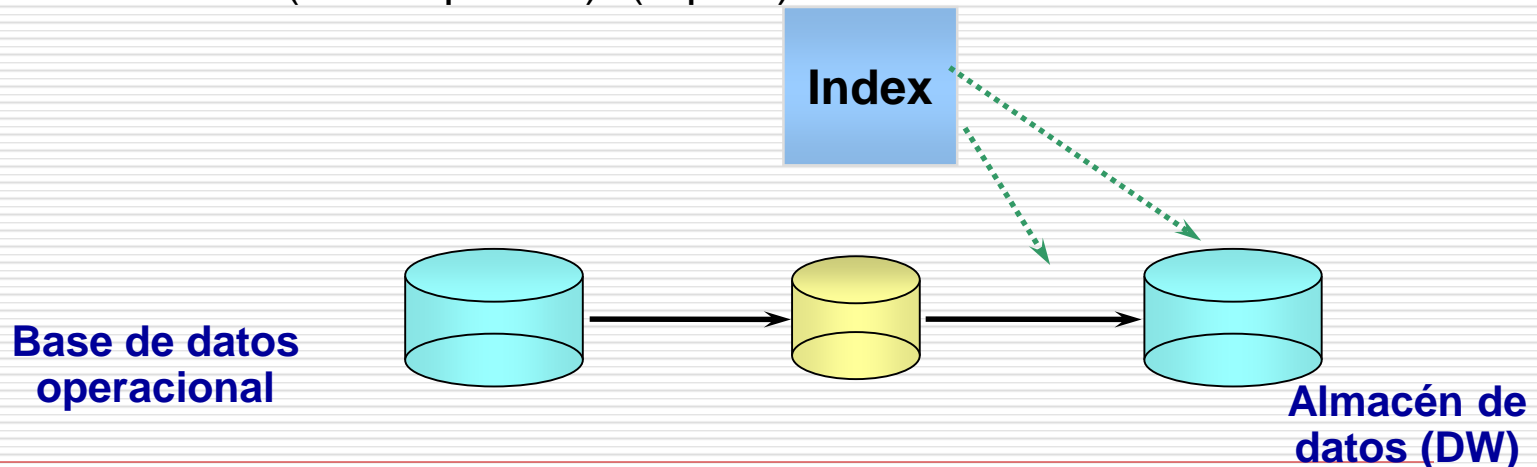 Index
Base de datos
operacional
Almacén de
datos (DW)